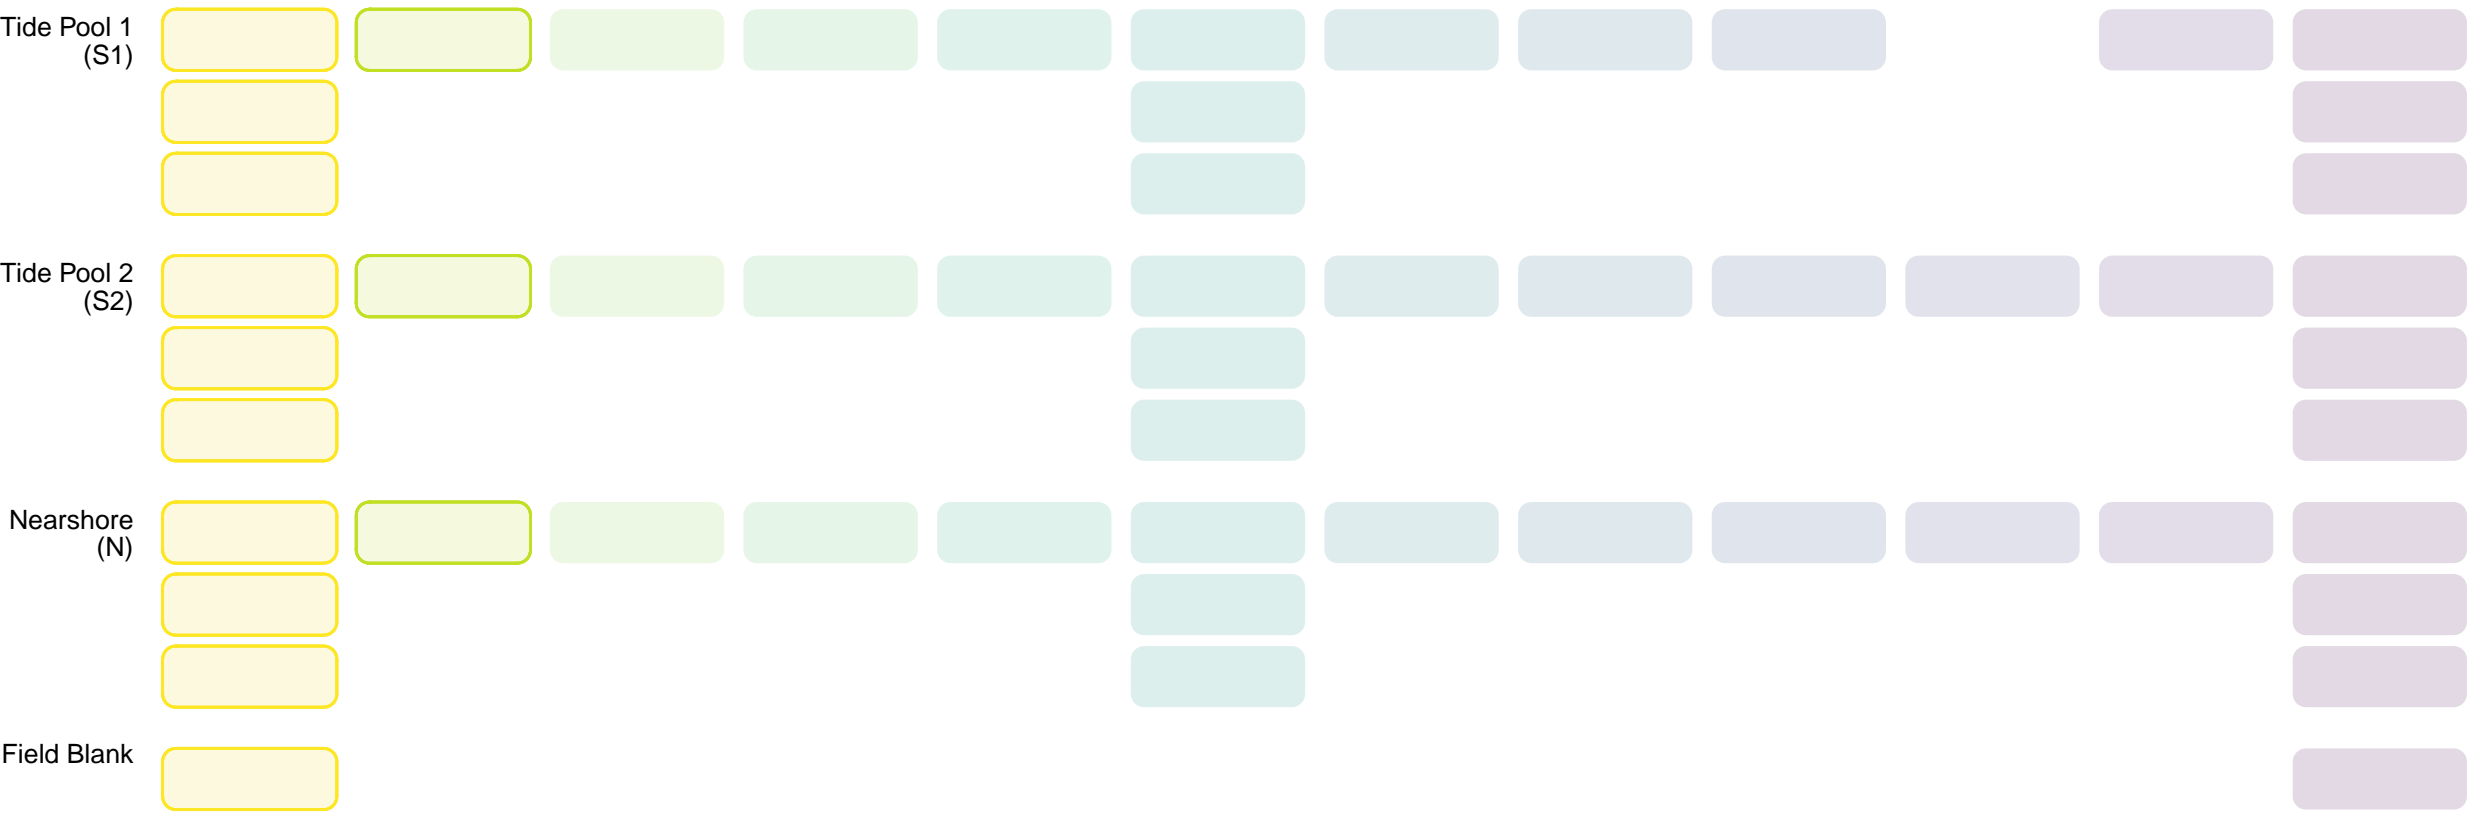 Tide Pool 1
(S1)
Tide Pool 2
(S2)
Nearshore
(N)
Field Blank